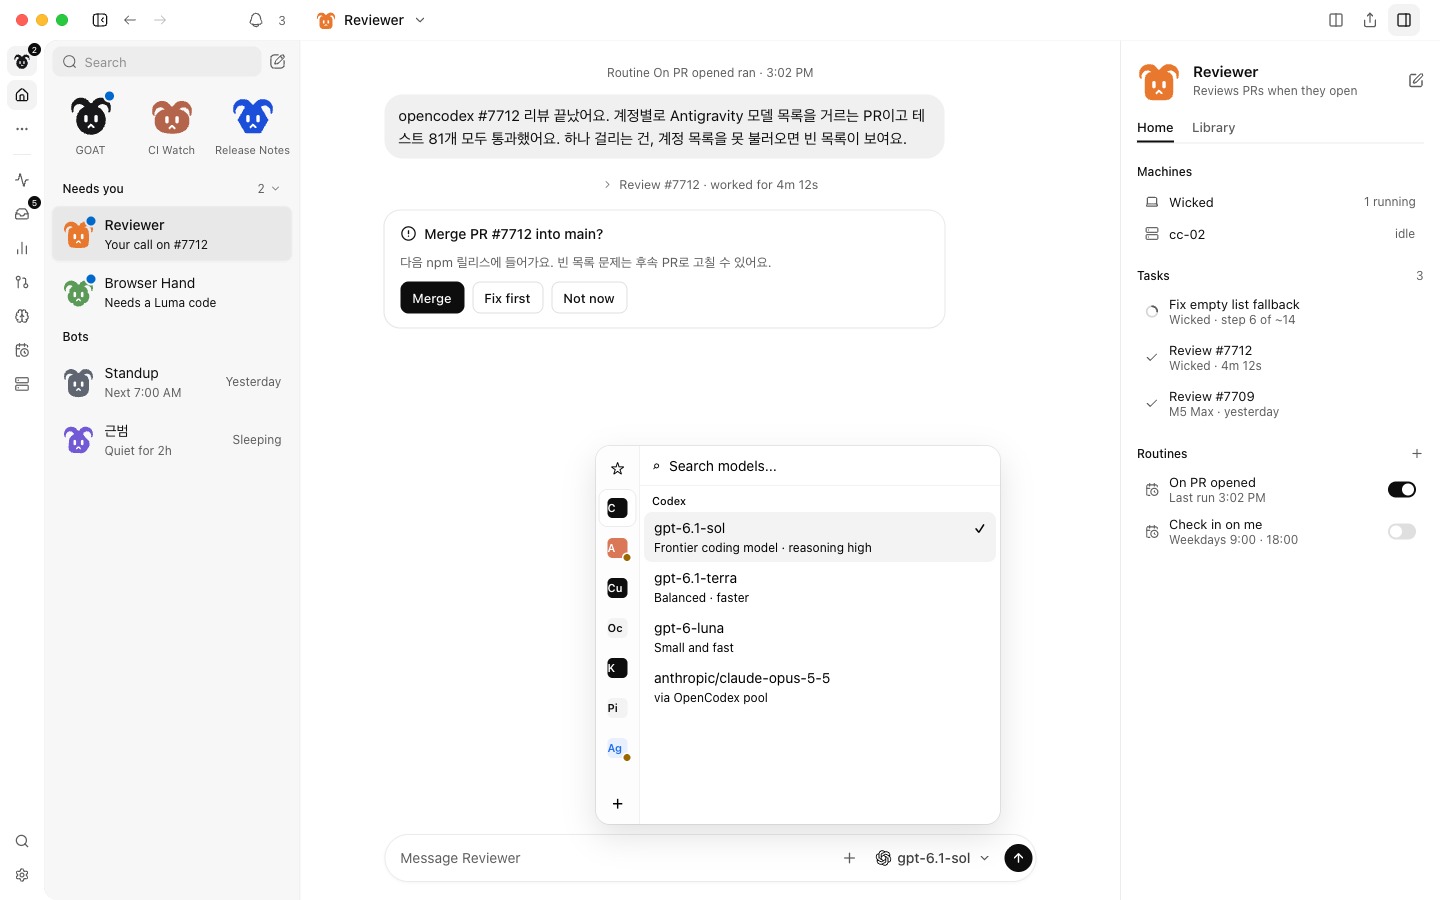 3
Reviewer
2
5
Search
GOAT
CI Watch
Release Notes
Needs you
2
Reviewer
Your call on #7712
Browser Hand
Needs a Luma code
Bots
Standup
Next 7:00 AM
Yesterday
근범
Quiet for 2h
Sleeping
Routine On PR opened ran · 3:02 PM
opencodex #7712 리뷰 끝났어요. 계정별로 Antigravity 모델 목록을 거르는 PR이고 테
스트 81개 모두 통과했어요. 하나 걸리는 건, 계정 목록을 못 불러오면 빈 목록이 보여요.
Review #7712 · worked for 4m 12s
Merge PR #7712 into main?
다음 npm 릴리스에 들어가요. 빈 목록 문제는 후속 PR로 고칠 수 있어요.
Merge
Fix first
Not now
Search models...
Codex
C
gpt-6.1-sol
Frontier coding model · reasoning high
A
gpt-6.1-terra
Balanced · faster
Cu
gpt-6-luna
Small and fast
Oc
anthropic/claude-opus-5-5
via OpenCodex pool
K
Pi
Ag
Message Reviewer
gpt-6.1-sol
Reviewer
Reviews PRs when they open
Home
Library
Machines
Wicked
1 running
cc-02
idle
Tasks
3
Fix empty list fallback
Wicked · step 6 of ~14
Review #7712
Wicked · 4m 12s
Review #7709
M5 Max · yesterday
Routines
On PR opened
Last run 3:02 PM
Check in on me
Weekdays 9:00 · 18:00